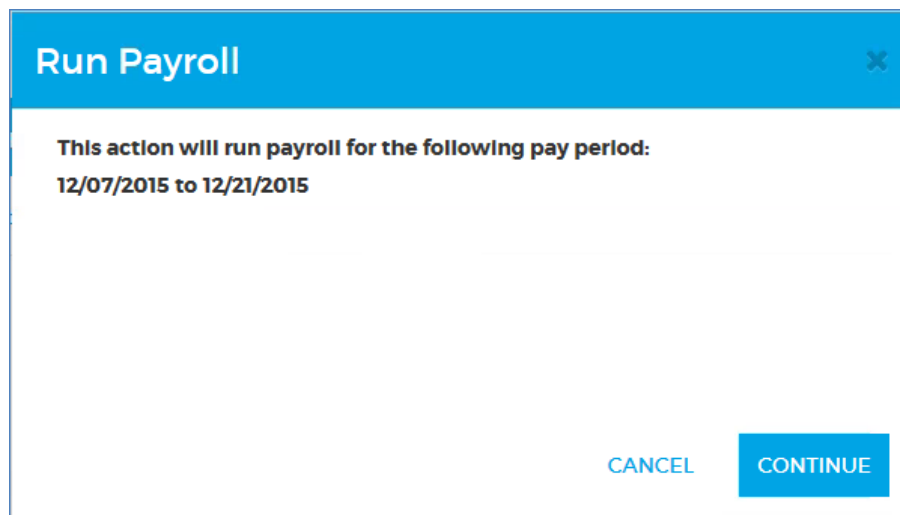 Run Payroll
This action will run payroll for the following pay period:
12/07/2015 to 12/21/2015
CANCEL
CONTINUE